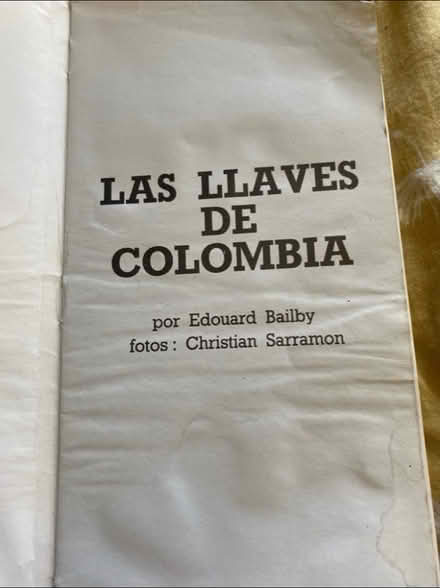 LAS LLAVES
DE
COLOMBIA
por Edouard Bailby
fotos : Christian Sarramon